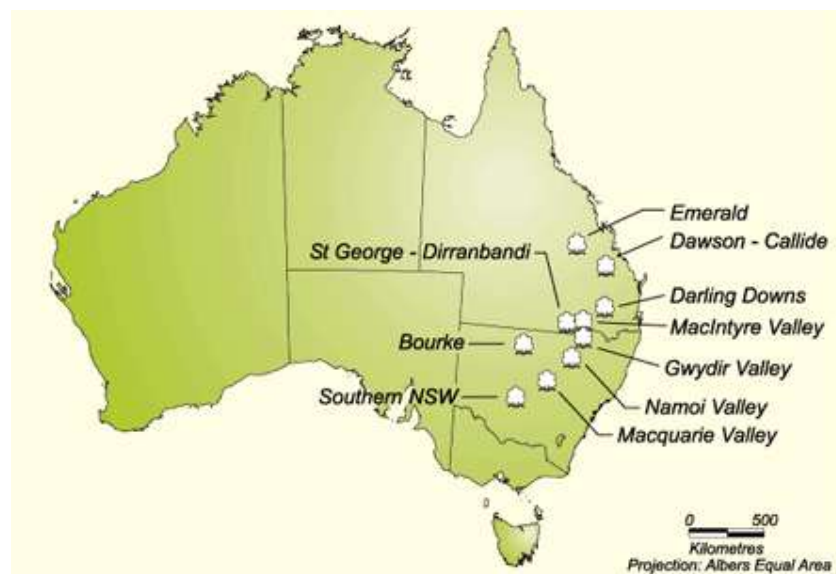 Emerald
Dawson - Callide
St George - Dirranbandi
Darling Downs
MacIntyre Valley
Bourke
Gwydir Valley
Southern NSW
Namoi Valley
Macquarie Valley
0 500
Kilometres
Projection: Albers Equal Area